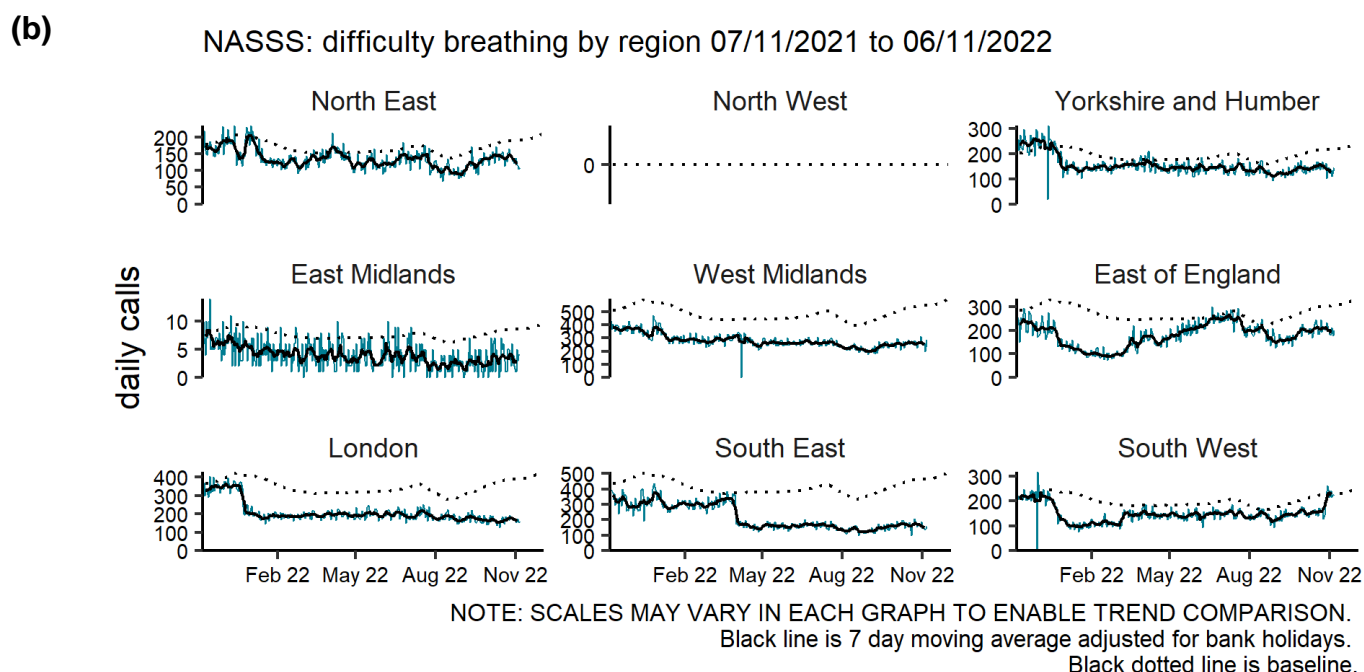 (b)
NASSS: difficulty breathing by region 07/11/2021 to 06/11/2022
North East
200
150
100
50
0
North West
0
Yorkshire and Humber
300
200
100
0
daily calls
East Midlands
10
5
0
West Midlands
500
400
300
200
100
0
East of England
300
200
100
0
London
400
300
200
100
0
South East
500
400
300
200
100
0
South West
300
200
100
0
Feb 22 May 22 Aug 22 Nov 22
Feb 22 May 22 Aug 22 Nov 22
Feb 22 May 22 Aug 22 Nov 22
NOTE: SCALES MAY VARY IN EACH GRAPH TO ENABLE TREND COMPARISON.
Black line is 7 day moving average adjusted for bank holidays.
Black dotted line is baseline.